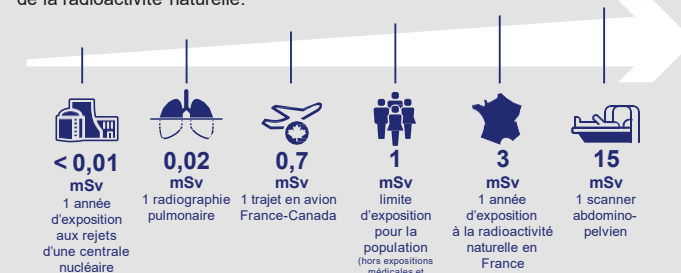 de la radioactivité naturelle.
< 0,01
mSv
1 année
d'exposition
aux rejets
d'une centrale
nucléaire
0,02
mSv
1 radiographie
pulmonaire
0,7
mSv
1 trajet en avion
France-Canada
1
mSv
limite
d'exposition
pour la
population
(hors expositions
médicales et
3
mSv
1 année
d'exposition
à la radioactivité
naturelle en
France
15
mSv
1 scanner
abdomino-
pelvien